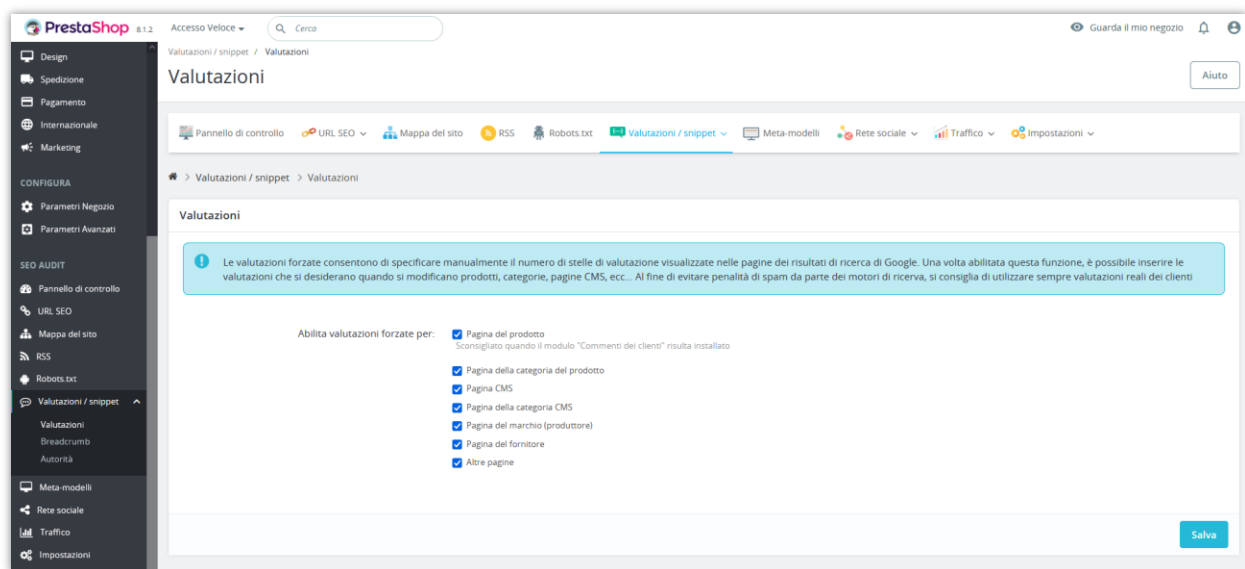 PrestaShop 8.1.2 Accesso Veloce Cerca Guarda il mio negozio
Valutazioni / snippet / Valutazioni
Valutazioni
Aiuto
Design
Spedizione
Pagamento
Internazionale
Marketing
CONFIGURA
Parametri Negozio
Parametri Avanzati
SEO AUDIT
Pannello di controllo
URL SEO
Mappa del sito
RSS
Robots.txt
Valutazioni / snippet
Valutazioni
Breadcrumb
Autorità
Meta-modelli
Rete sociale
Traffico
Impostazioni
Pannello di controllo URL SEO Mappa del sito RSS Robots.txt Valutazioni / snippet Meta-modelli Rete sociale Traffico Impostazioni
> Valutazioni / snippet > Valutazioni
Valutazioni
Le valutazioni forzate consentono di specificare manualmente il numero di stelle di valutazione visualizzate nelle pagine dei risultati di ricerca di Google. Una volta abilitata questa funzione, è possibile inserire le
valutazioni che si desiderano quando si modificano prodotti, categorie, pagine CMS, ecc... Al fine di evitare penalità di spam da parte dei motori di ricerva, si consiglia di utilizzare sempre valutazioni reali dei clienti
Abilita valutazioni forzate per: Pagina del prodotto
Sconsigliato quando il modulo "Commenti dei clienti" risulta installato
Pagina della categoria del prodotto
Pagina CMS
Pagina della categoria CMS
Pagina del marchio (produttore)
Pagina del fornitore
Altre pagine
Salva